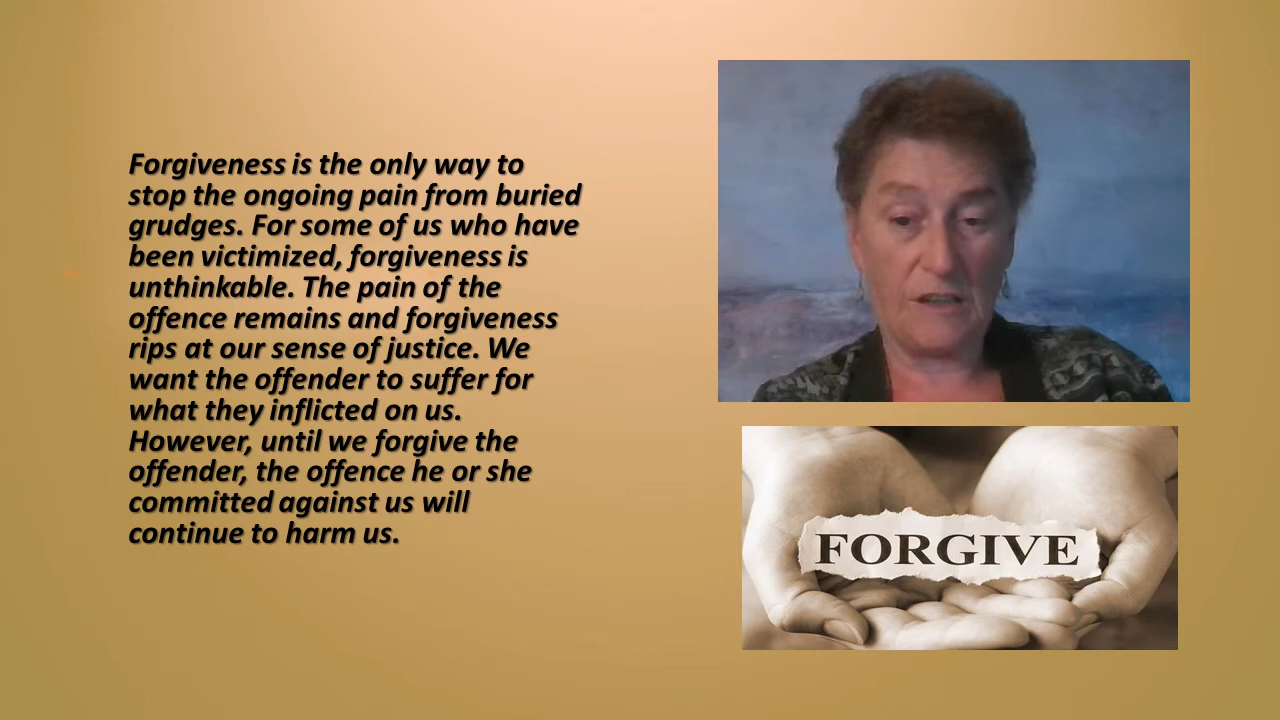 Forgiveness is the only way to
stop the ongoing pain from buried
grudges. For some of us who have
been victimized, forgiveness is
unthinkable. The pain of the
offence remains and forgiveness
rips at our sense of justice. We
want the offender to suffer for
what they inflicted on us.
However, until we forgive the
offender, the offence he or she
committed against us will
continue to harm us.
FORGIVE